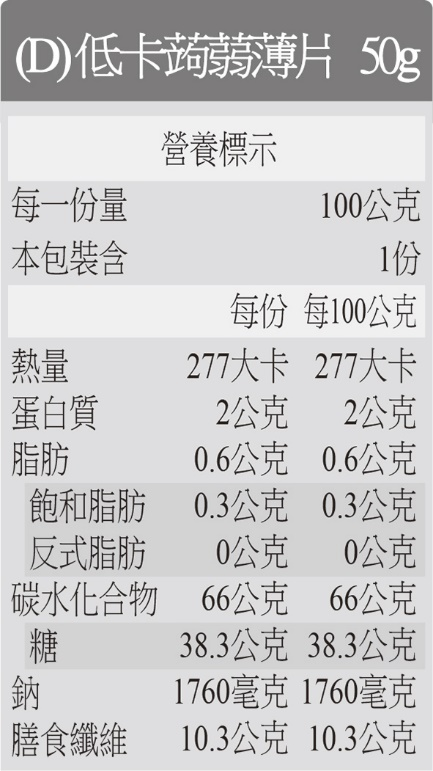 (D)低卡蒟蒻薄片 50g
營養標示
每一份量 100公克
本包裝含 1份
每份 每100公克
熱量 277大卡 277大卡
蛋白質 2公克 2公克
脂肪 0.6公克 0.6公克
飽和脂肪 0.3公克 0.3公克
反式脂肪 0公克 0公克
碳水化合物 66公克 66公克
糖 38.3公克 38.3公克
鈉 1760毫克 1760毫克
膳食纖維 10.3公克 10.3公克